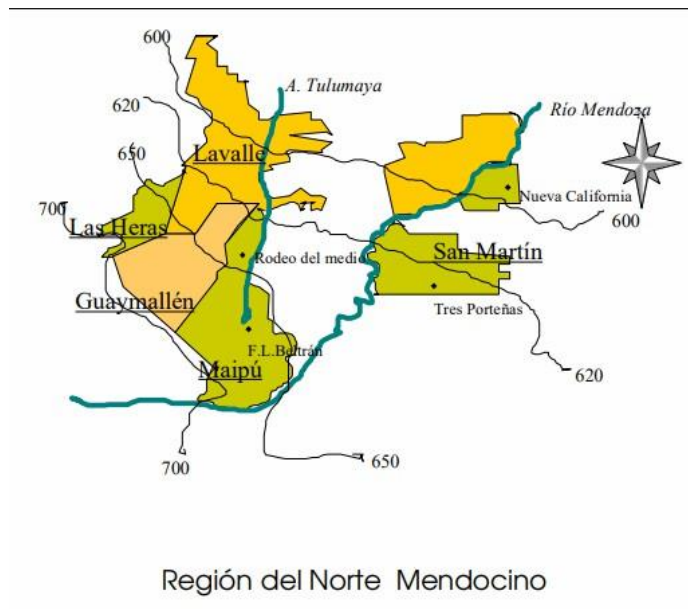 600
A. Tulumaya
620
Río Mendoza
650
Lavalle
Nueva California
700
600
Las Heras
San Martín
Rodeo del medio
Guaymallén
Tres Porteñas
F.L.Beltrán
Maipú
620
700
650
Región del Norte Mendocino